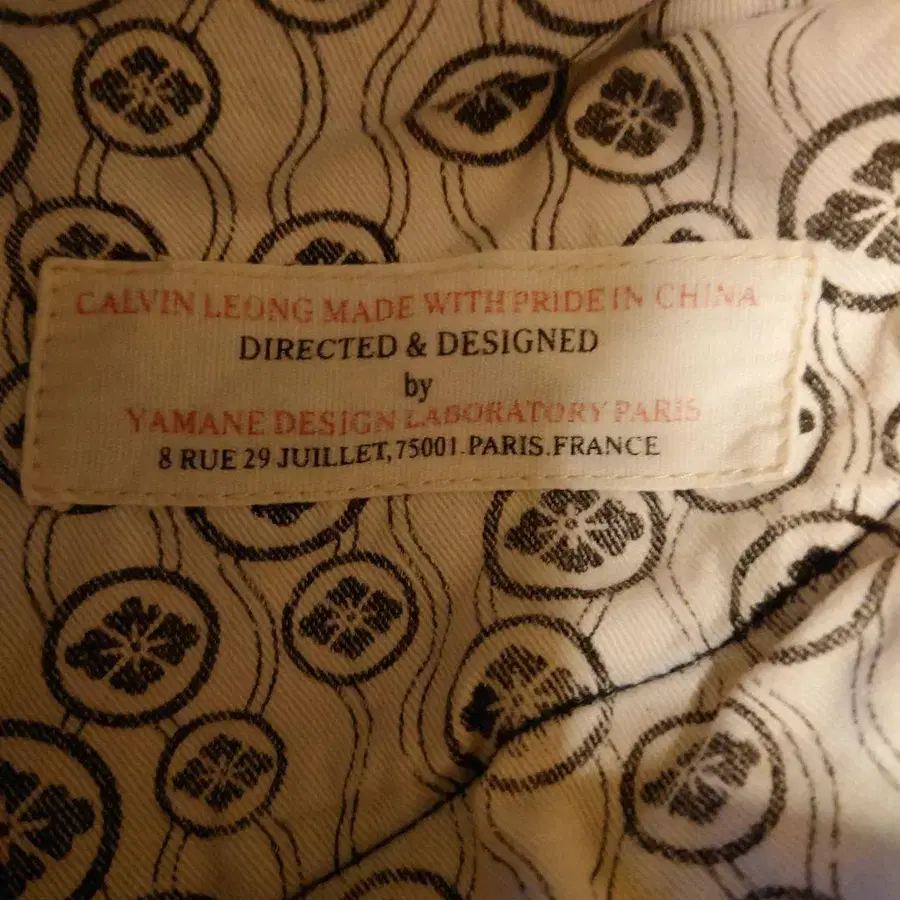 CALVIN LEONG MADE WITH PRIDE IN CHINA
DIRECTED & DESIGNED
by
YAMANE DESIGN LABORATORY PARIS
8 RUE 29 JUILLET, 75001.PARIS.FRANCE